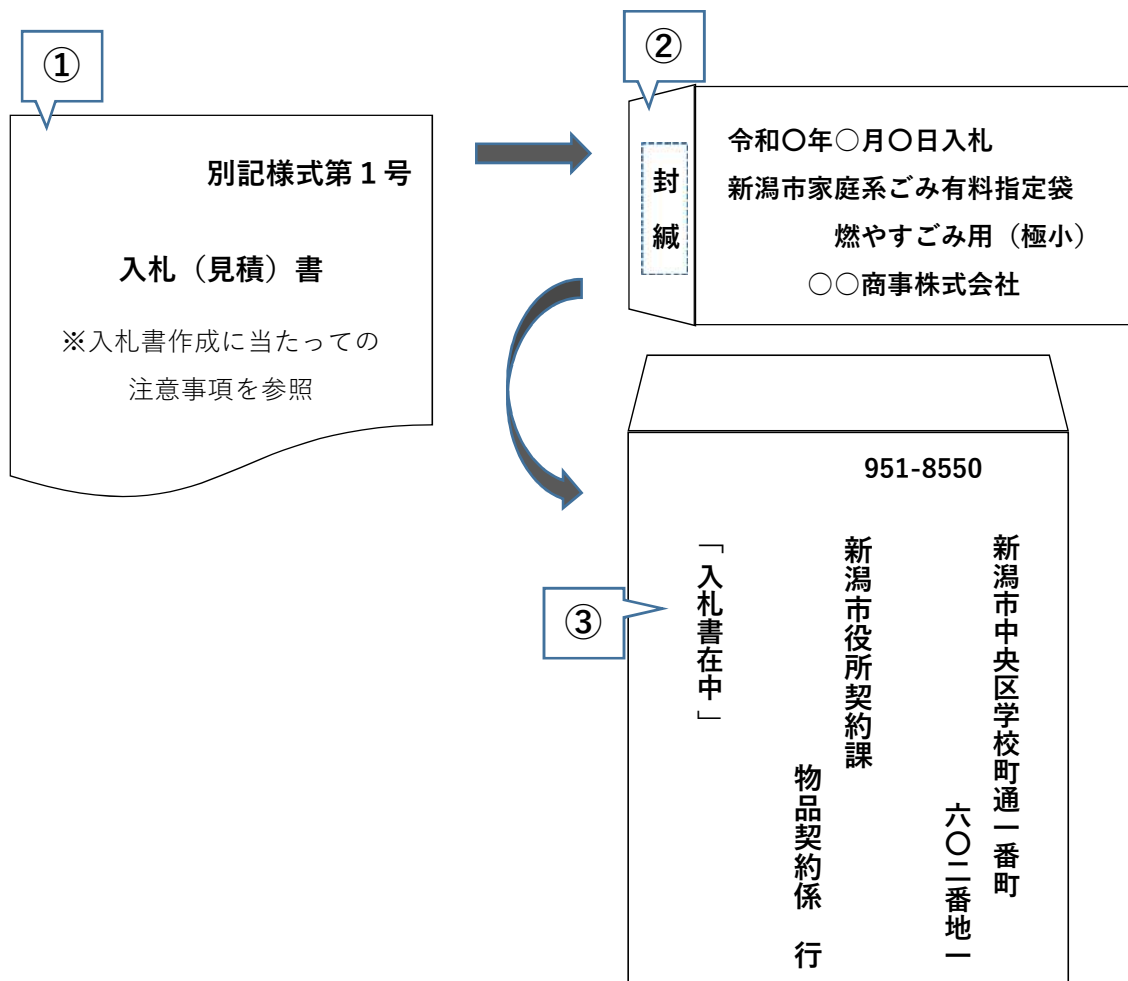 ①
別記様式第１号
入札（見積）書
※入札書作成に当たっての
注意事項を参照
②
封緘
令和〇年○月〇日入札
新潟市家庭系ごみ有料指定袋
燃やすごみ用（極小）
○○商事株式会社
③
951-8550
新潟市中央区学校町通一番町
六〇二番地一
新潟市役所契約課
物品契約係　行
「入札書在中」